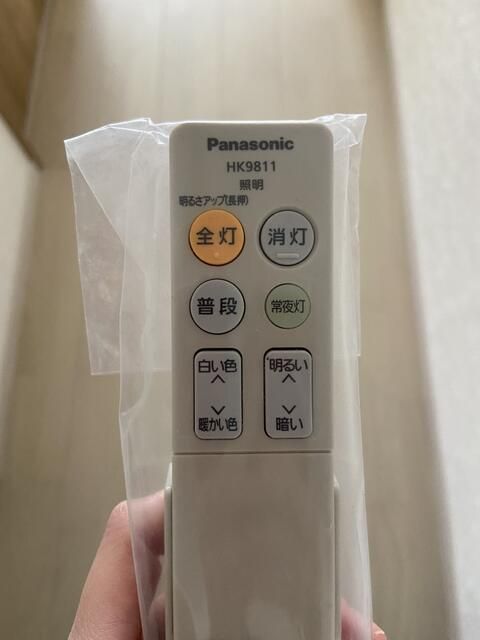 Panasonic
HK9811
照明
明るさアップ(長押)
全灯
消灯
普段
常夜灯
白い色
暖かい色
明るい
暗い